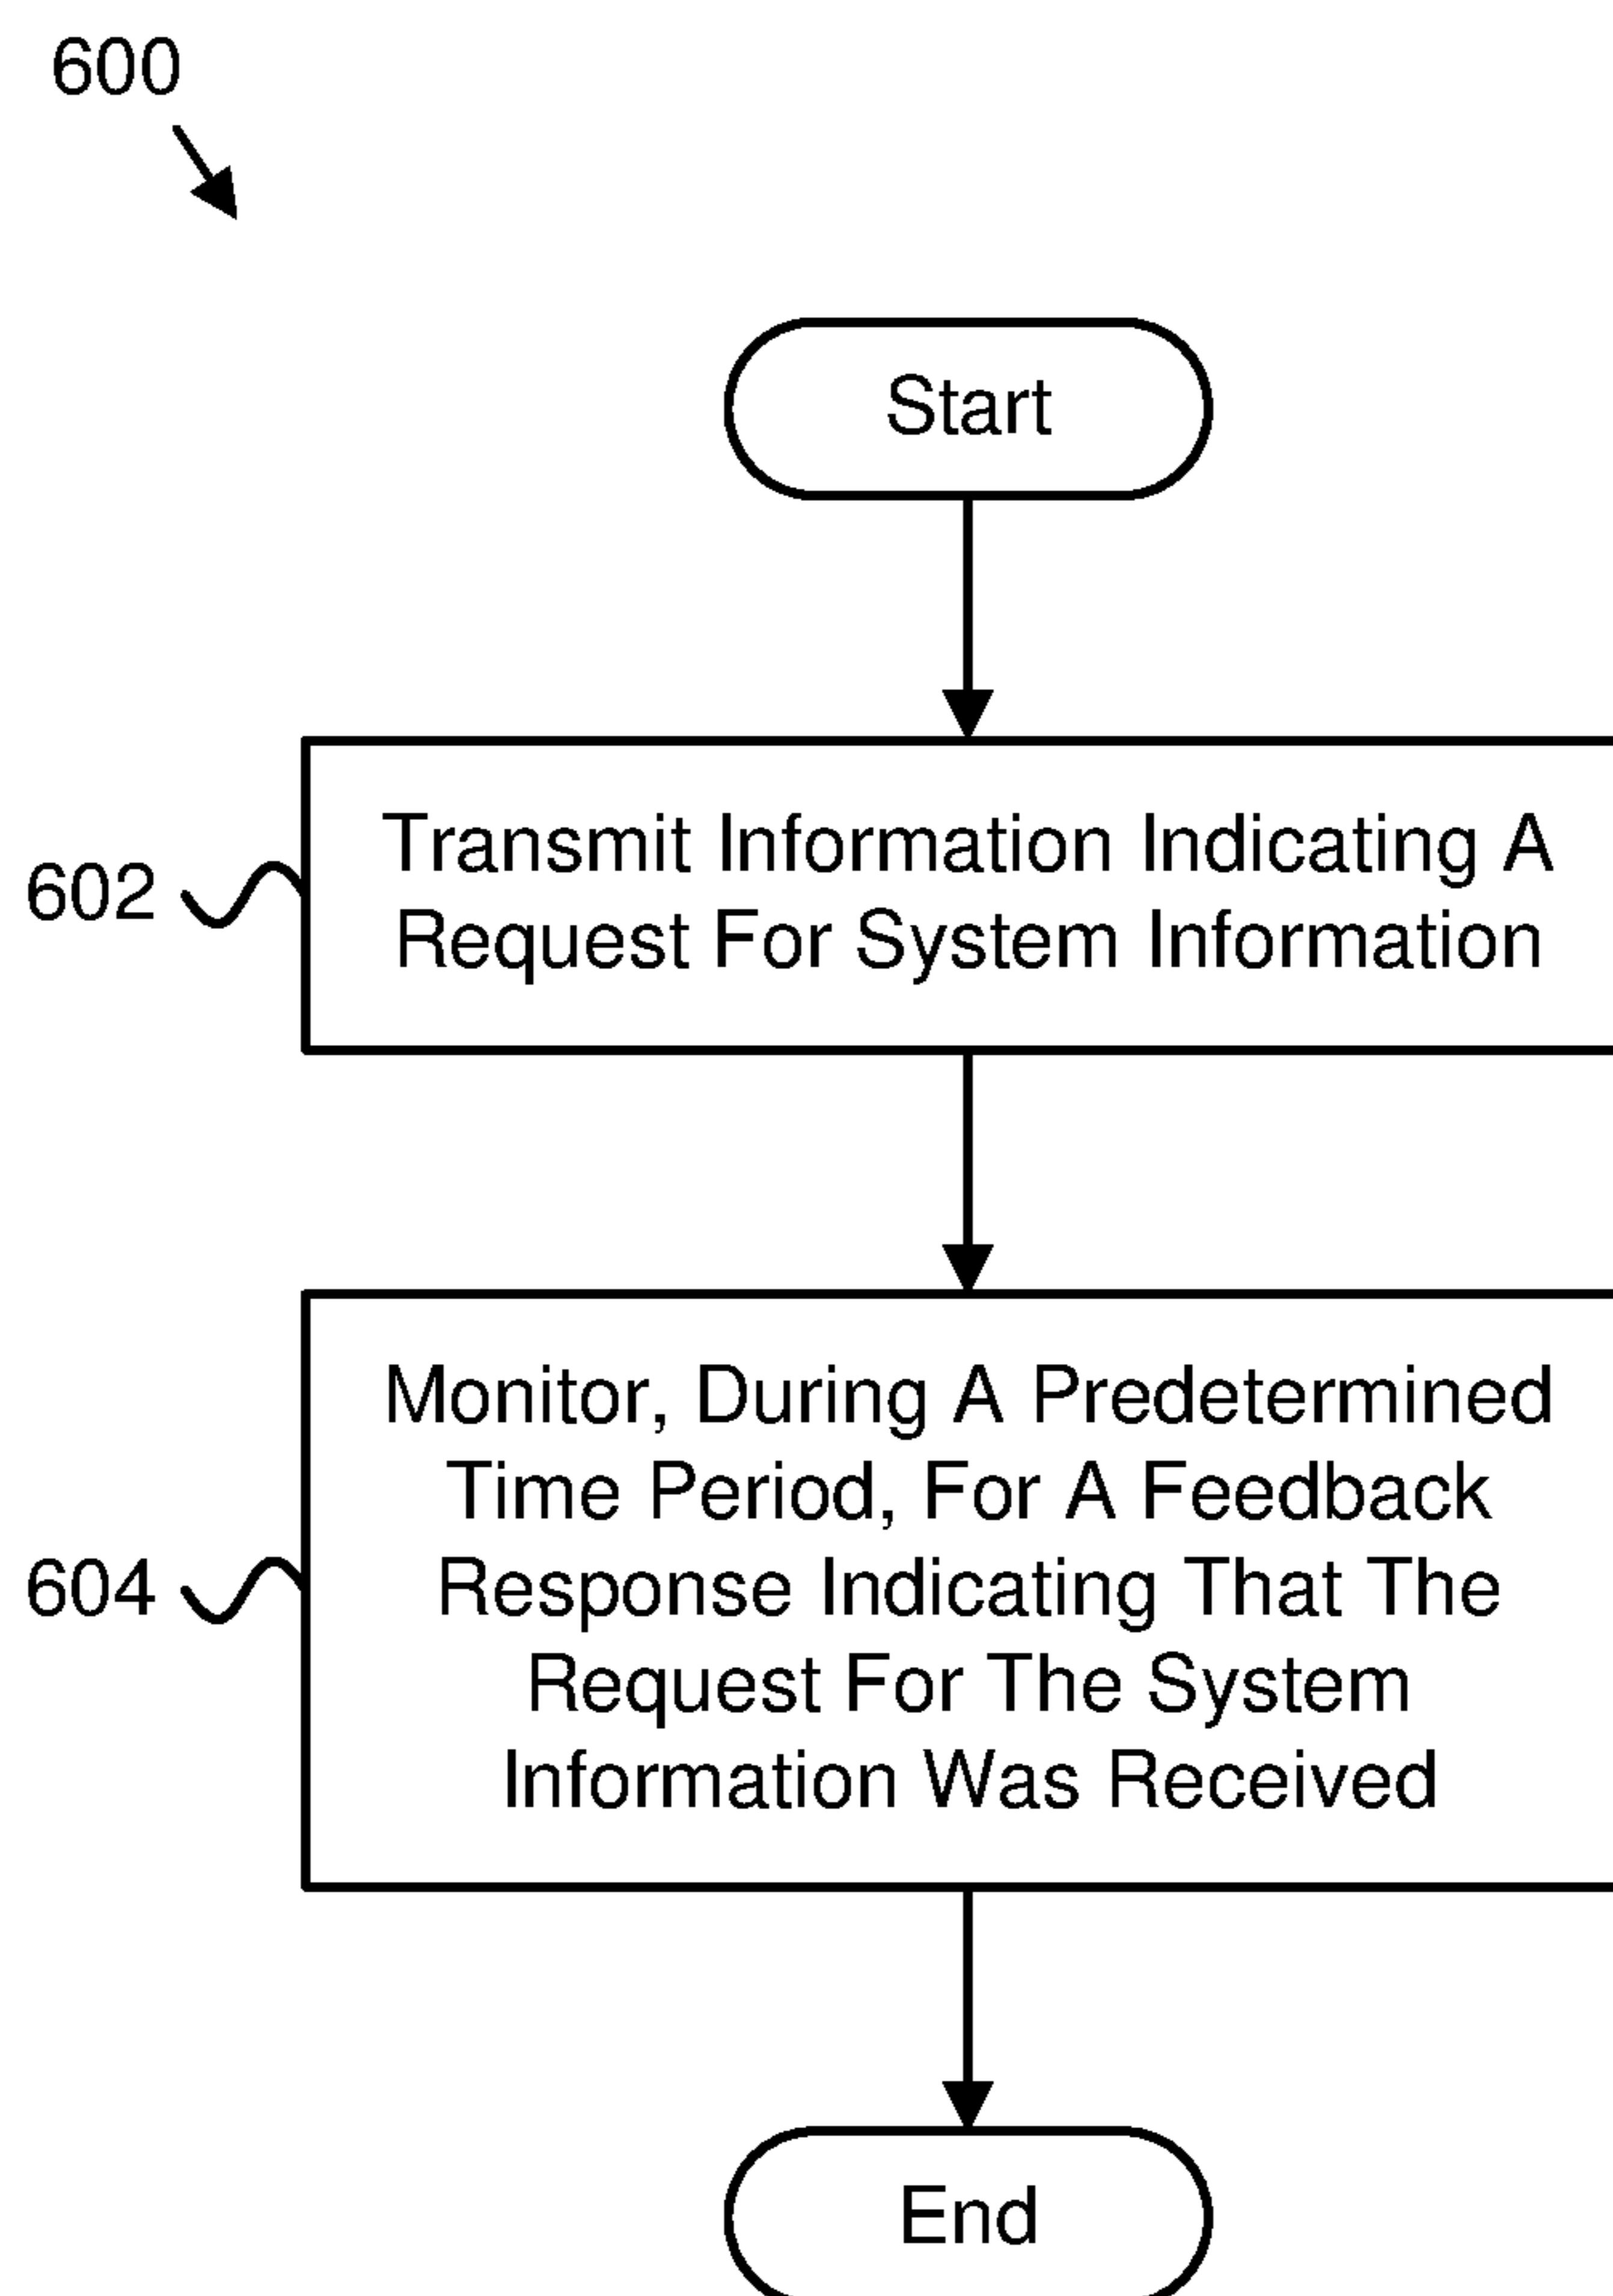 600
Start
602
Transmit Information Indicating A
Request For System Information
604
Monitor, During A Predetermined
Time Period, For A Feedback
Response Indicating That The
Request For The System
Information Was Received
End